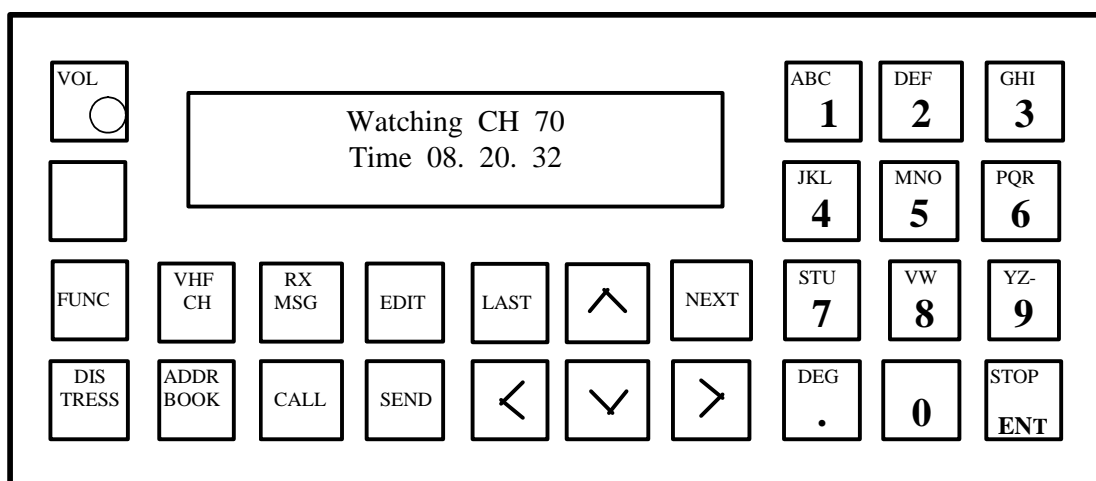 VOL
Watching CH 70
Time 08. 20. 32
ABC
1
DEF
2
GHI
3
JKL
4
MNO
5
PQR
6
FUNC
VHF
CH
RX
MSG
EDIT
LAST
NEXT
STU
7
VW
8
YZ-
9
DIS
TRESS
ADDR
BOOK
CALL
SEND
DEG
.
0
STOP
ENT